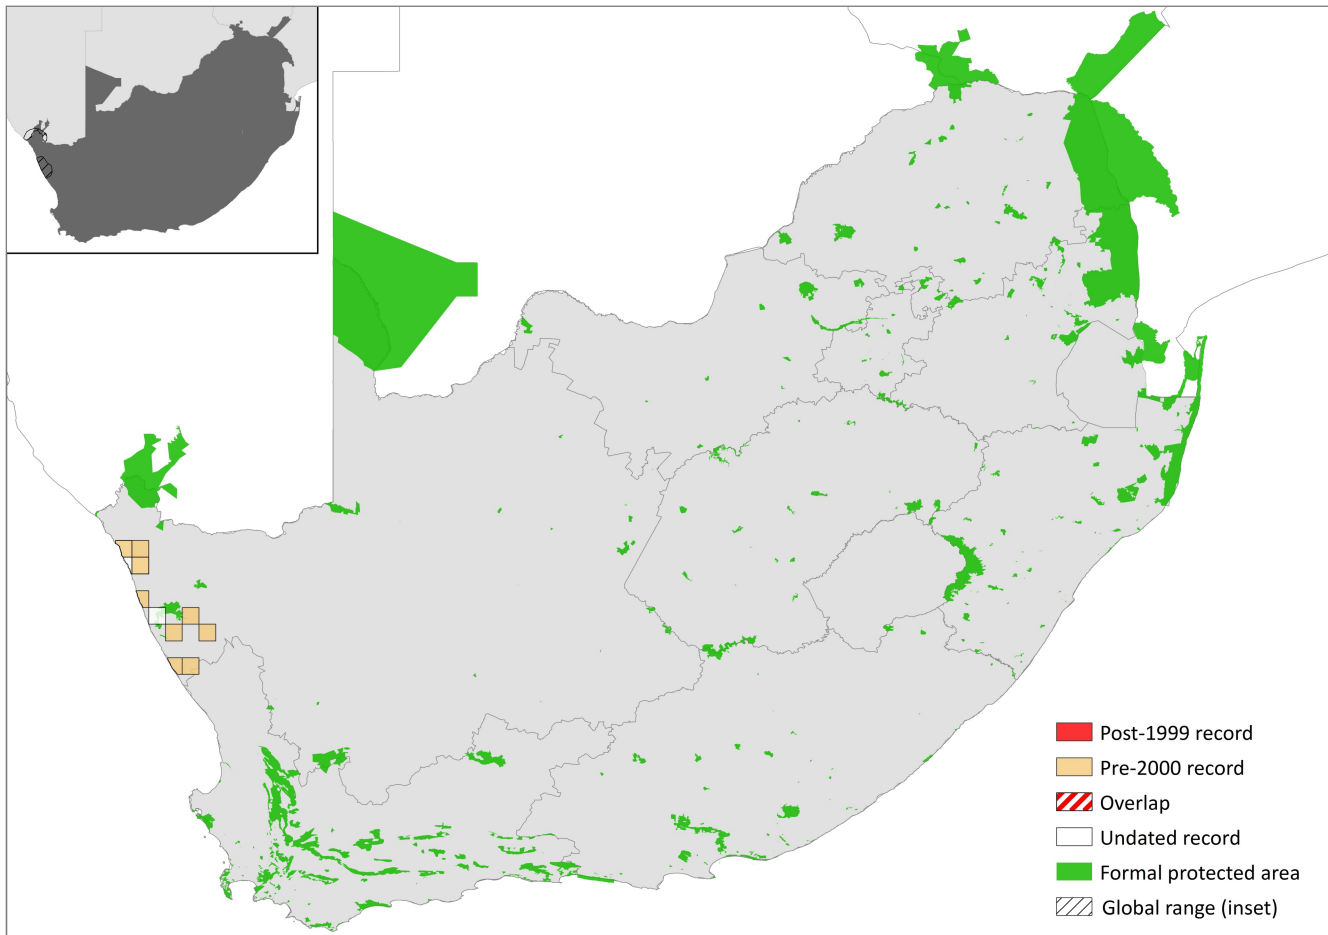 Post-1999 record
Pre-2000 record
Overlap
Undated record
Formal protected area
Global range (inset)